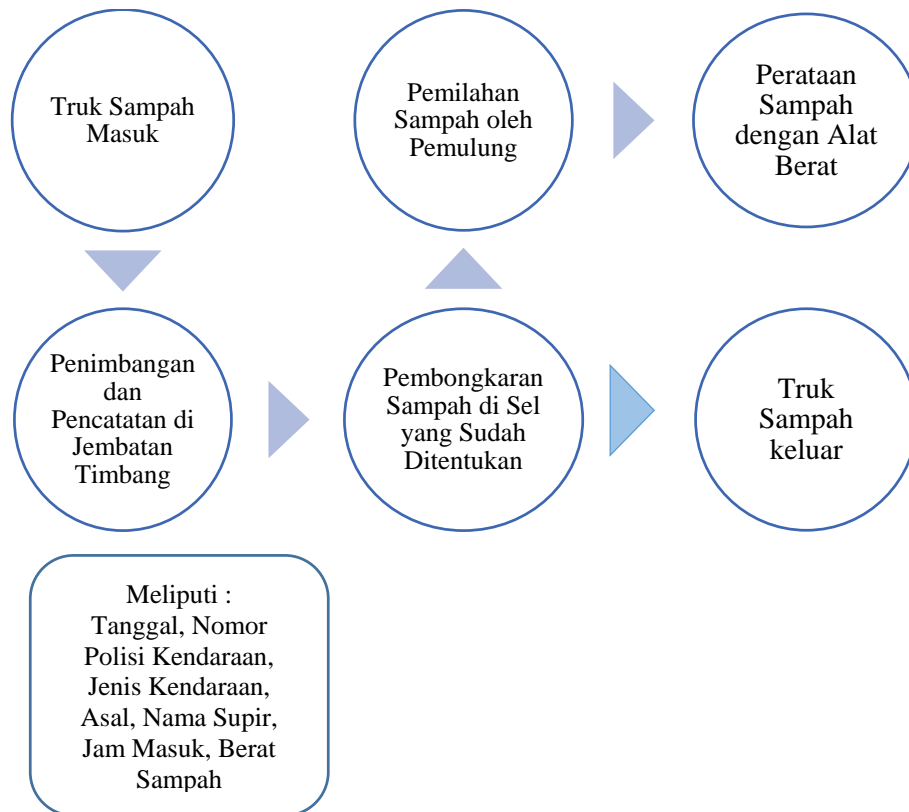 Truk Sampah
Masuk
Pemilahan
Sampah oleh
Pemulung
Perataan
Sampah
dengan Alat
Berat
Penimbangan
dan
Pencatatan di
Jembatan
Timbang
Pembongkaran
Sampah di Sel
yang Sudah
Ditentukan
Truk
Sampah
keluar
Meliputi :
Tanggal, Nomor
Polisi Kendaraan,
Jenis Kendaraan,
Asal, Nama Supir,
Jam Masuk, Berat
Sampah